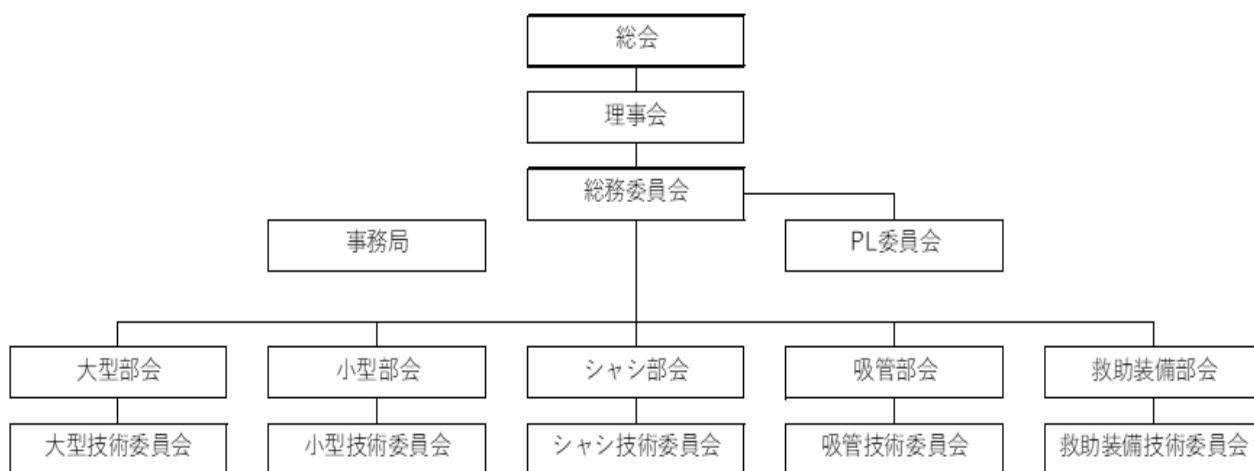 総会
理事会
総務委員会
事務局
PL委員会
大型部会
小型部会
シャシ部会
吸管部会
救助装備部会
大型技術委員会
小型技術委員会
シャシ技術委員会
吸管技術委員会
救助装備技術委員会